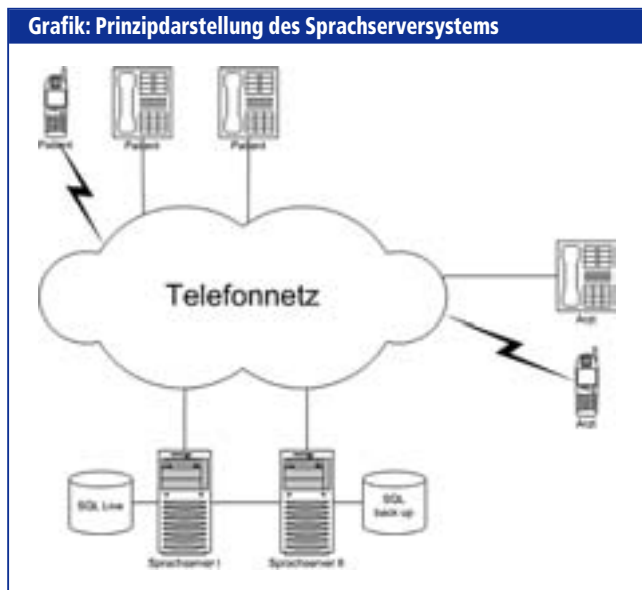 Grafik: Prinzipdarstellung des Sprachserversystems
Patient
Patient
Patient
Telefonnetz
Arzt
Arzt
SQL Live
SQL
back up
Sprachserver I
Sprachserver II